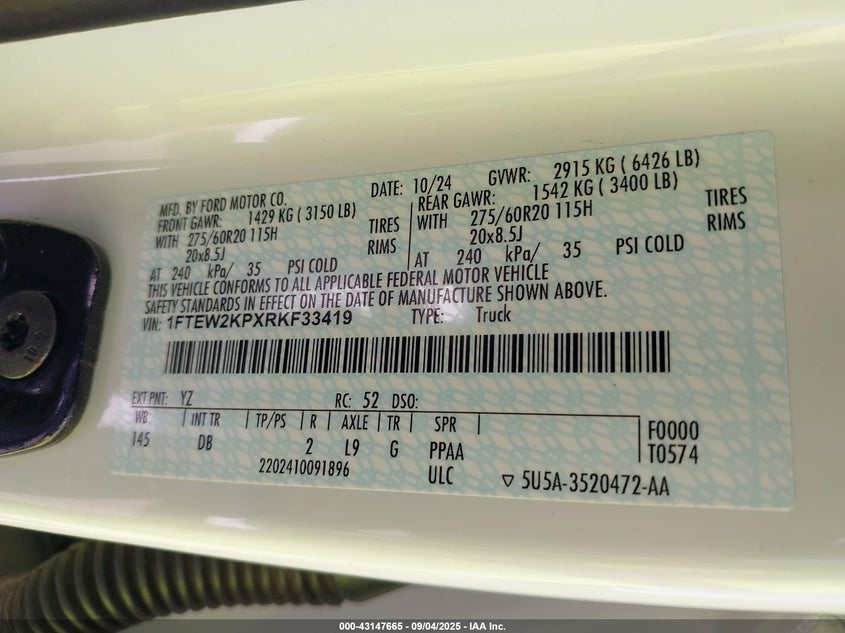 MFD. BY FORD MOTOR CO. DATE: 10/24 GVWR: 2915 KG ( 6426 LB)
FRONT GAWR: 1429 KG ( 3150 LB) REAR GAWR: 1542 KG ( 3400 LB)
WITH 275/60R20 115H TIRES WITH 275/60R20 115H TIRES
20x8.5J RIMS 20x8.5J RIMS
AT 240 kPa/ 35 PSI COLD AT 240 kPa/ 35 PSI COLD
THIS VEHICLE CONFORMS TO ALL APPLICABLE FEDERAL MOTOR VEHICLE
SAFETY STANDARDS IN EFFECT ON THE DATE OF MANUFACTURE SHOWN ABOVE.
VIN: 1FTEW2KPXRKF33419 TYPE: Truck
EXT PNT: YZ RC: 52 DSO:
WB INT TR TP/PS R AXLE TR SPR F0000
145 DB 2 L9 G PPAA T0574
2202410091896 ULC ▽ 5U5A-3520472-AA
10.9
000-43147665 - 09/04/2025 - IAA Inc.